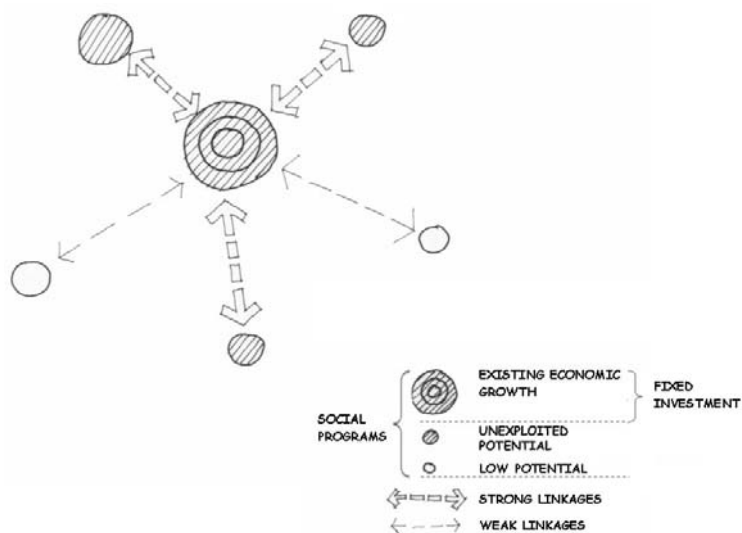 EXISTING ECONOMIC
GROWTH
FIXED
INVESTMENT
SOCIAL
PROGRAMS
UNEXPLOITED
POTENTIAL
LOW POTENTIAL
STRONG LINKAGES
WEAK LINKAGES